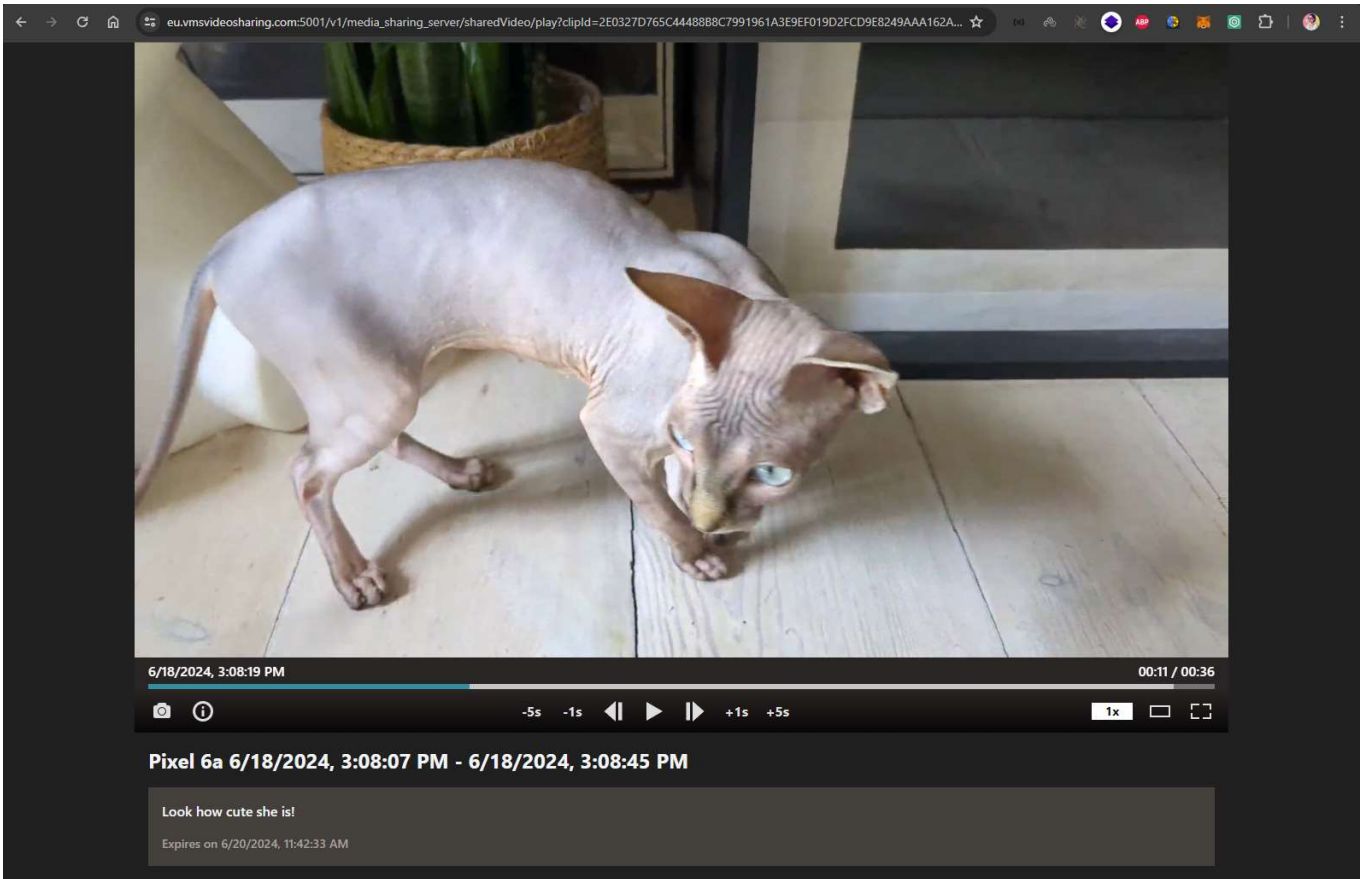 eu.vmsvideosharing.com:5001/v1/media_sharing_server/sharedVideo/play?clipId=2E0327D765C44488B8C7991961A3E9EF019D2FCD9E8249AAA162A...
ABP
6/18/2024, 3:08:19 PM 00:11 / 00:36
-5s -1s +1s +5s 1x
Pixel 6a 6/18/2024, 3:08:07 PM - 6/18/2024, 3:08:45 PM
Look how cute she is!
Expires on 6/20/2024, 11:42:33 AM